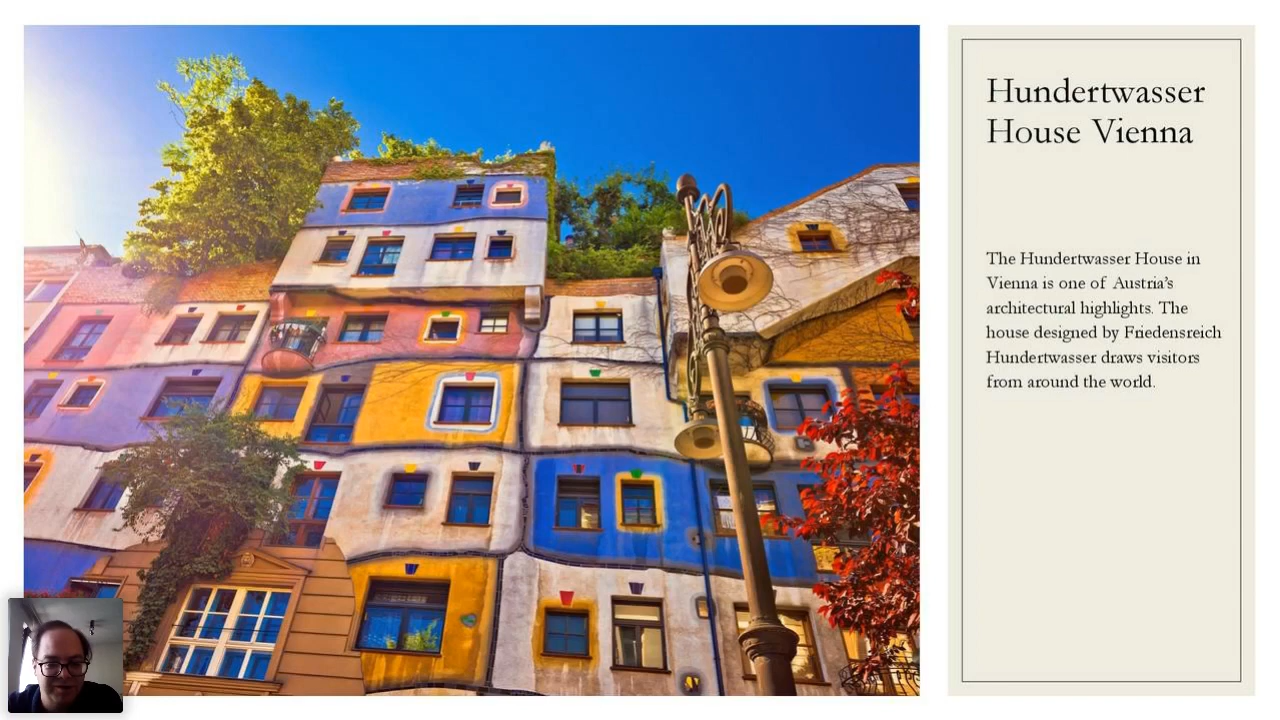 Hundertwasser
House Vienna
The Hundertwasser House in
Vienna is one of Austria's
architectural highlights. The
house designed by Friedensreich
Hundertwasser draws visitors
from around the world.